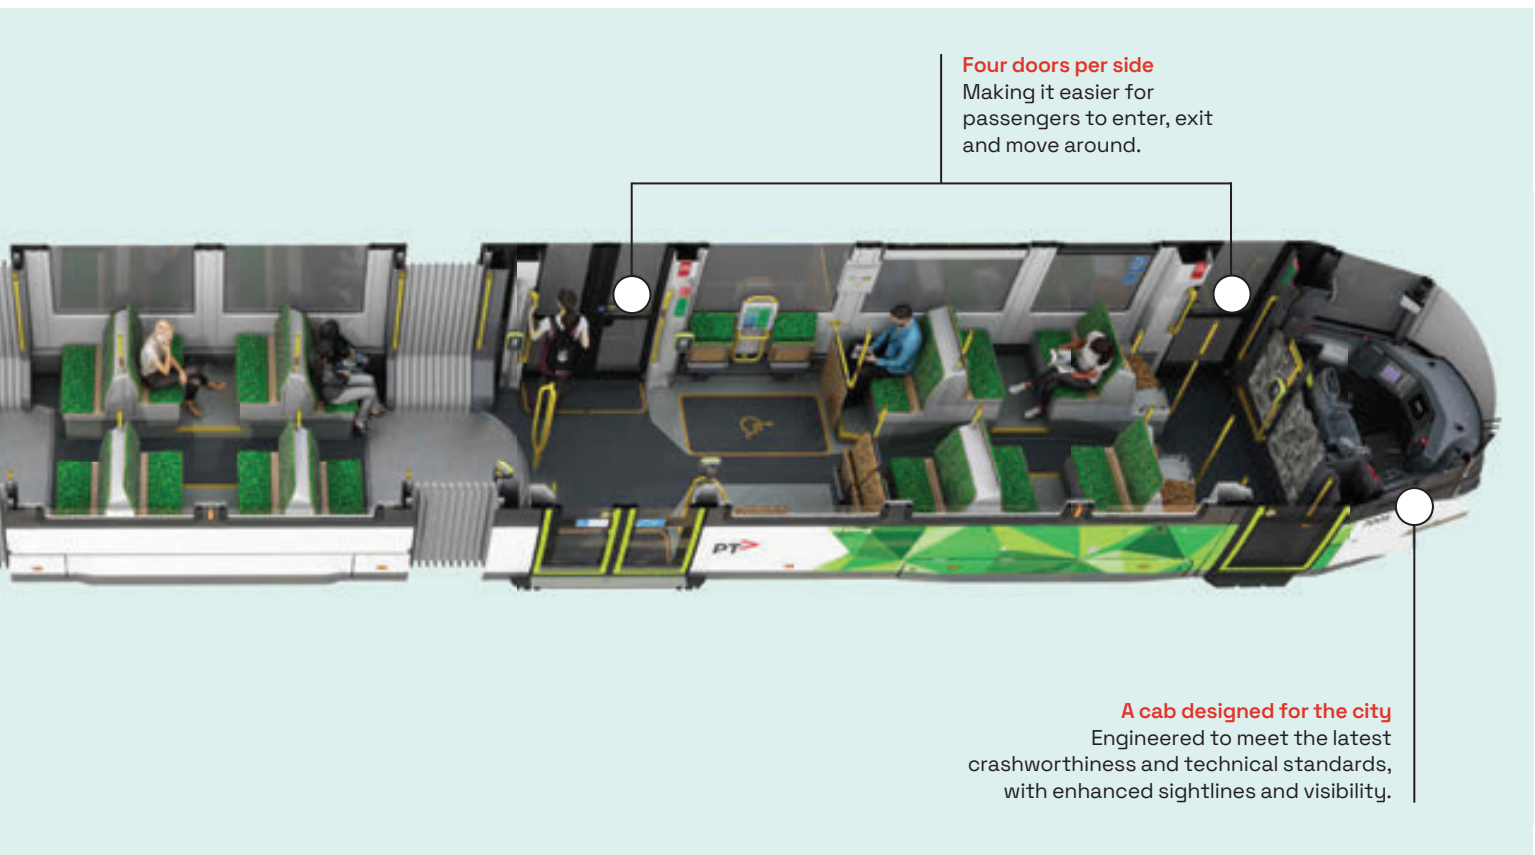 Four doors per side
Making it easier for
passengers to enter, exit
and move around.
PT>
A cab designed for the city
Engineered to meet the latest
crashworthiness and technical standards,
with enhanced sightlines and visibility.